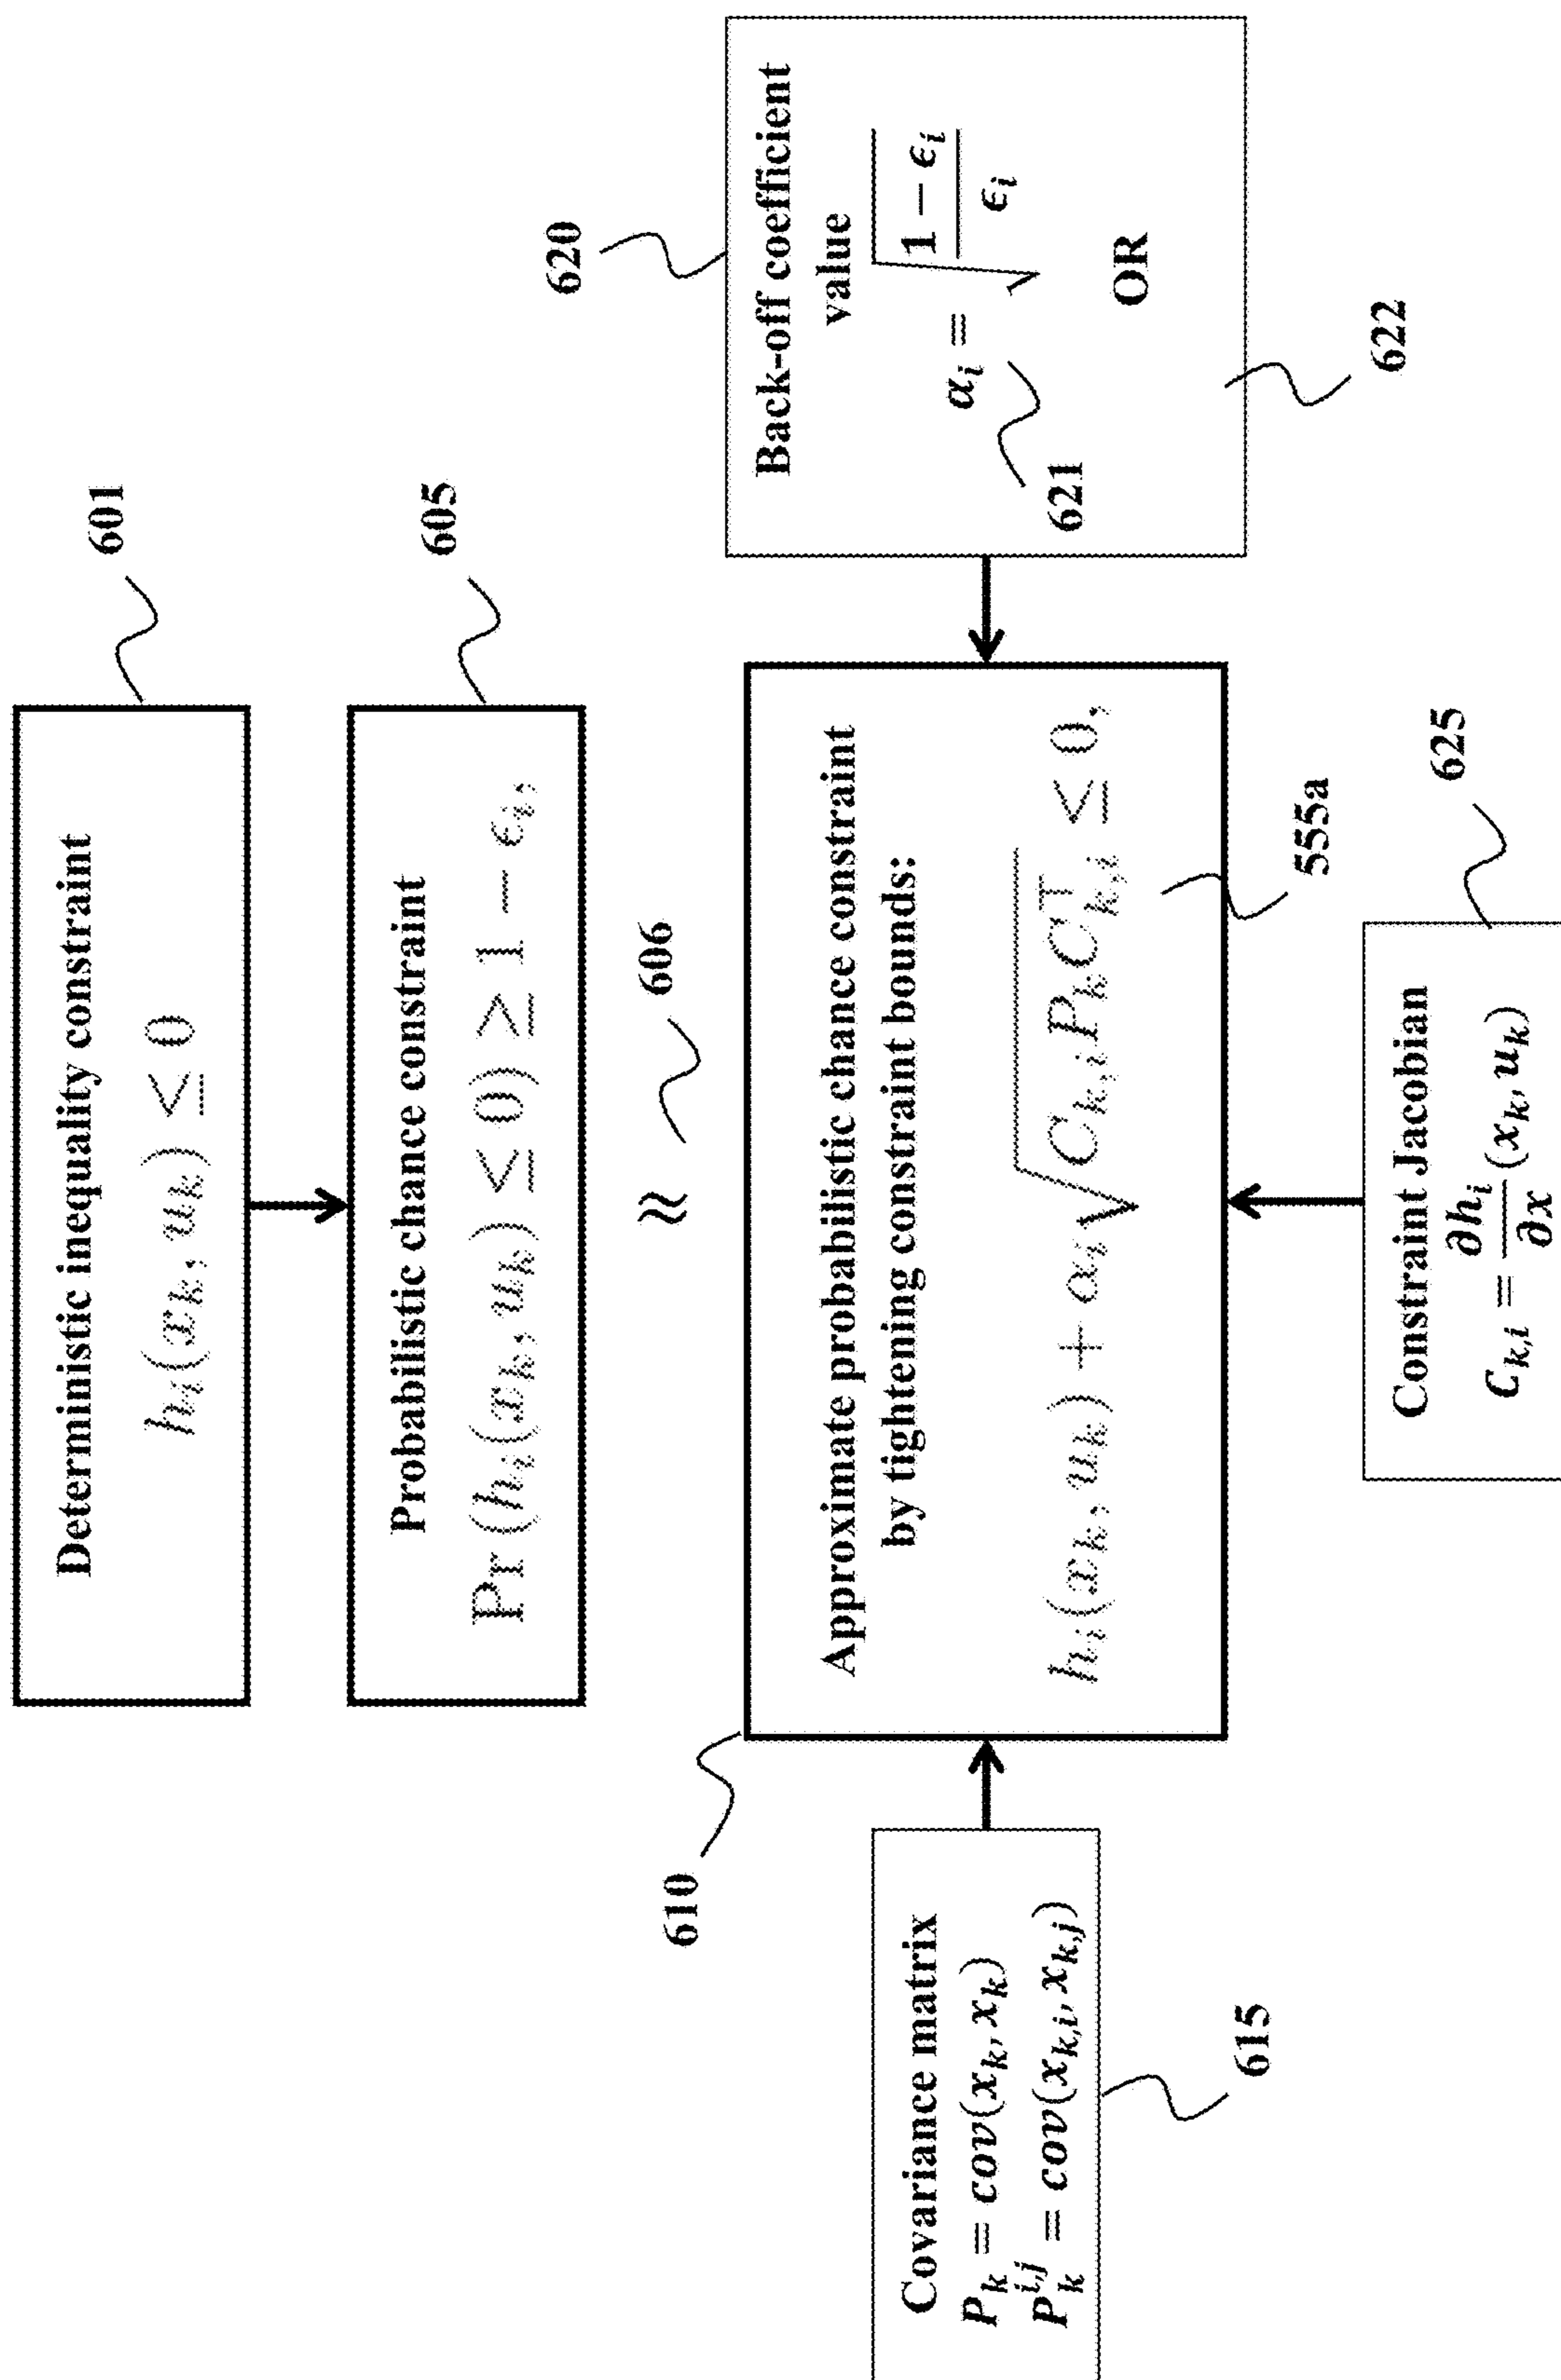 Deterministic inequality constraint
h_i(x_k, u_k) ≤ 0
601
Probabilistic chance constraint
Pr (h_i(x_k, u_k) ≤ 0) ≥ 1 − ϵ_i,
605
≈
606
610
Approximate probabilistic chance constraint
by tightening constraint bounds:
h_i(x_k, u_k) + α_i√(C_{k,i} P_k C_{k,i}^⊤) ≤ 0,
555a
Covariance matrix
P_k = cov(x_k, x_k)
P_k^{i,j} = cov(x_{k,i}, x_{k,j})
615
620
Back-off coefficient
value
α_i = √((1 − ϵ_i)/ϵ_i)
621
OR
622
Constraint Jacobian
C_{k,i} = ∂h_i/∂x (x_k, u_k)
625